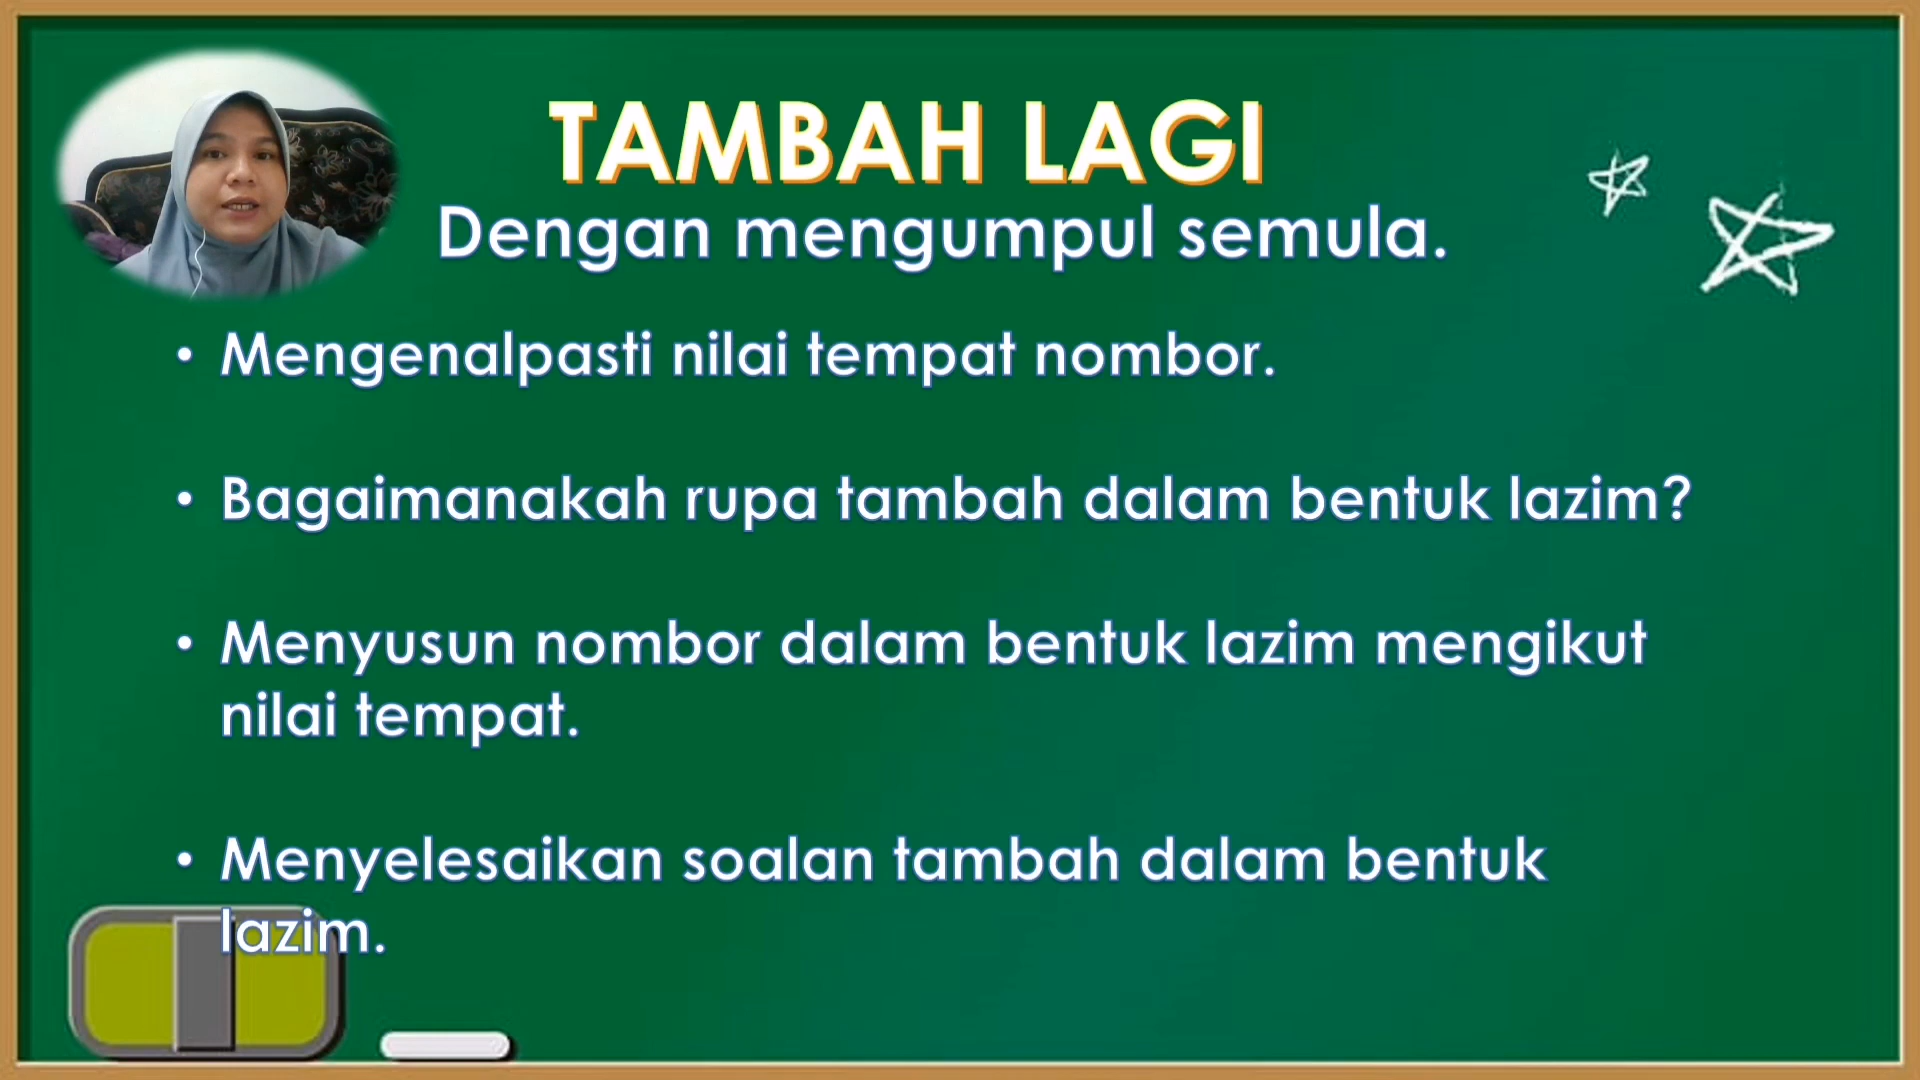 TAMBAH LAGI
Dengan mengumpul semula.
• Mengenalpasti nilai tempat nombor.
• Bagaimanakah rupa tambah dalam bentuk lazim?
• Menyusun nombor dalam bentuk lazim mengikut
nilai tempat.
• Menyelesaikan soalan tambah dalam bentuk
lazim.